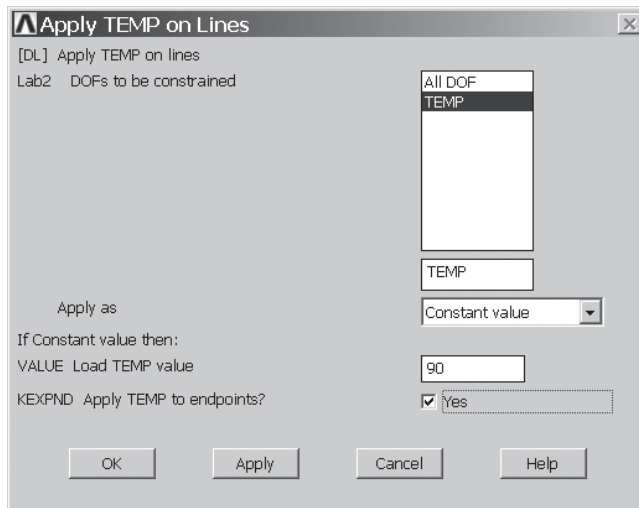 Apply TEMP on Lines
[DL] Apply TEMP on lines
Lab2 DOFs to be constrained
All DOF
TEMP
TEMP
Apply as
Constant value
If Constant value then:
VALUE Load TEMP value
90
KEXPND Apply TEMP to endpoints?
Yes
OK
Apply
Cancel
Help